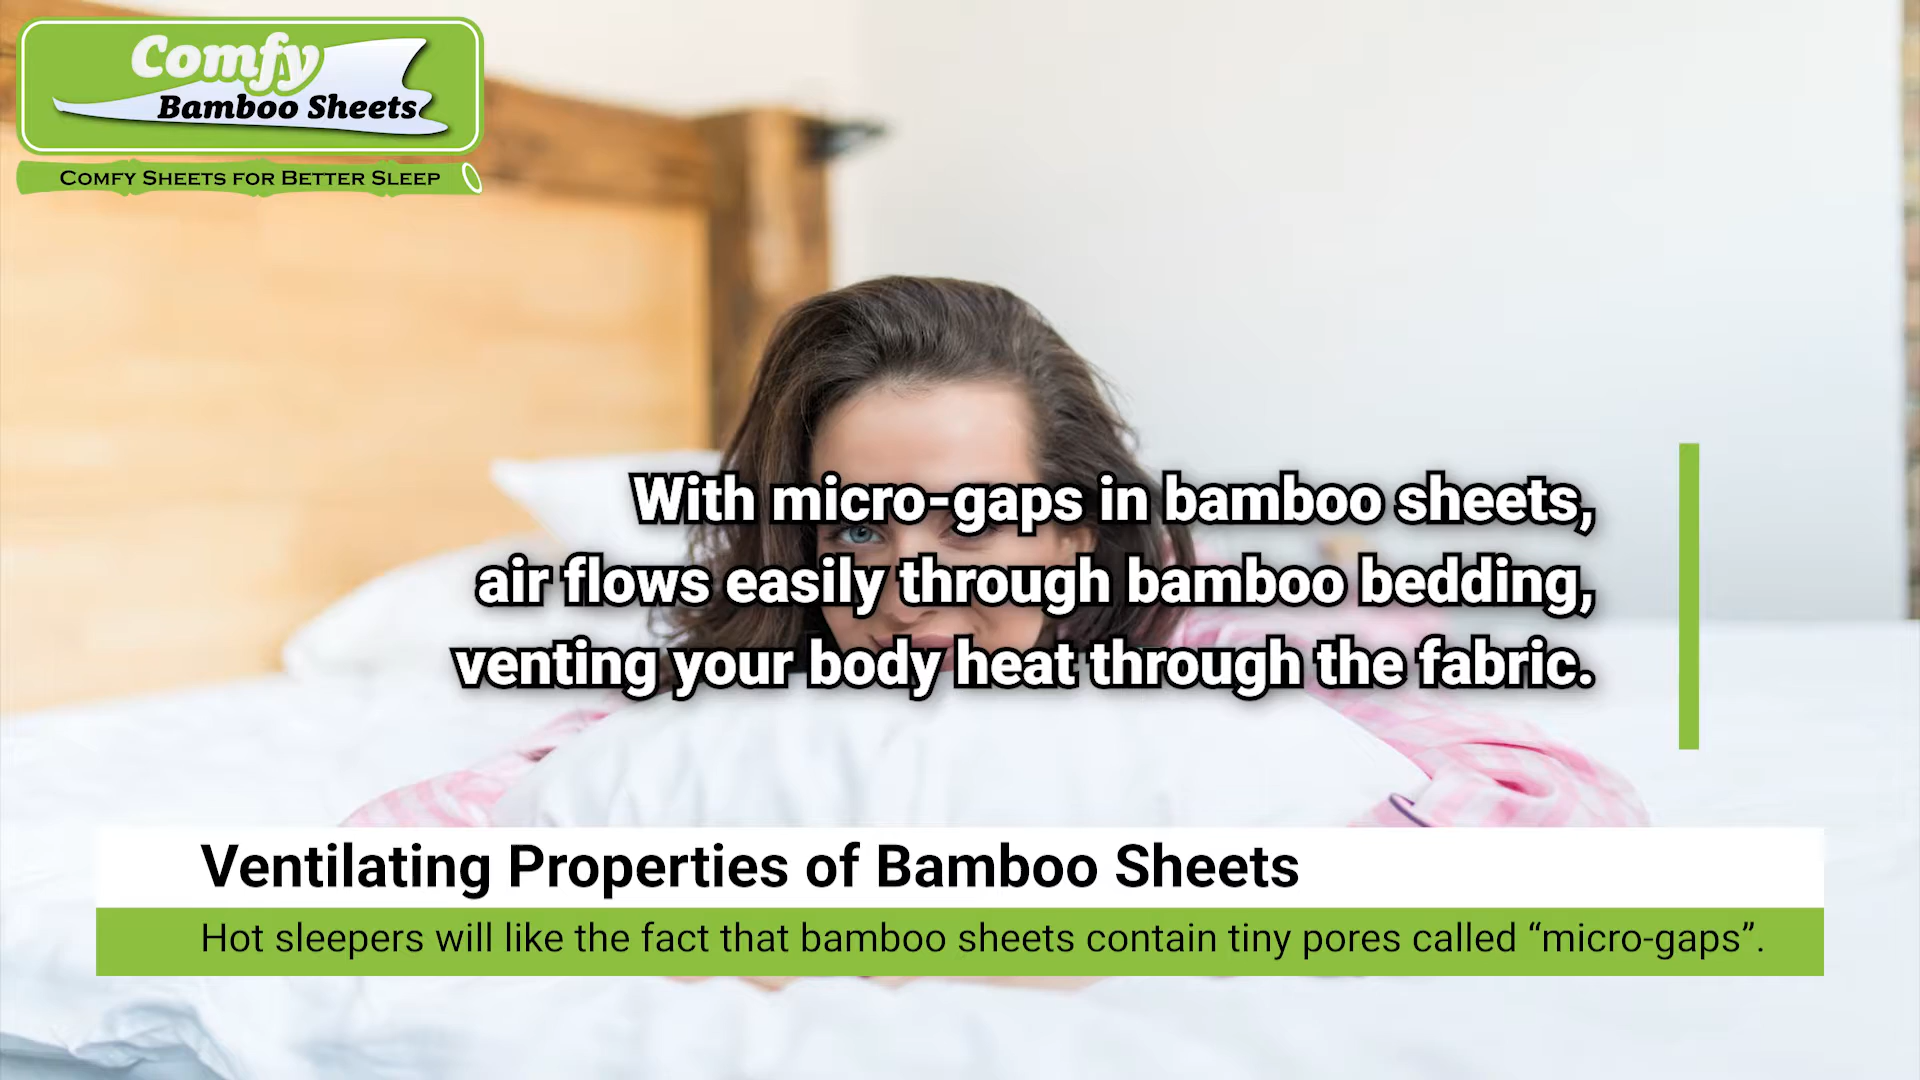 Comfy
Bamboo Sheets
COMFY SHEETS FOR BETTER SLEEP
With micro-gaps in bamboo sheets,
air flows easily through bamboo bedding,
venting your body heat through the fabric.
Ventilating Properties of Bamboo Sheets
Hot sleepers will like the fact that bamboo sheets contain tiny pores called “micro-gaps”.